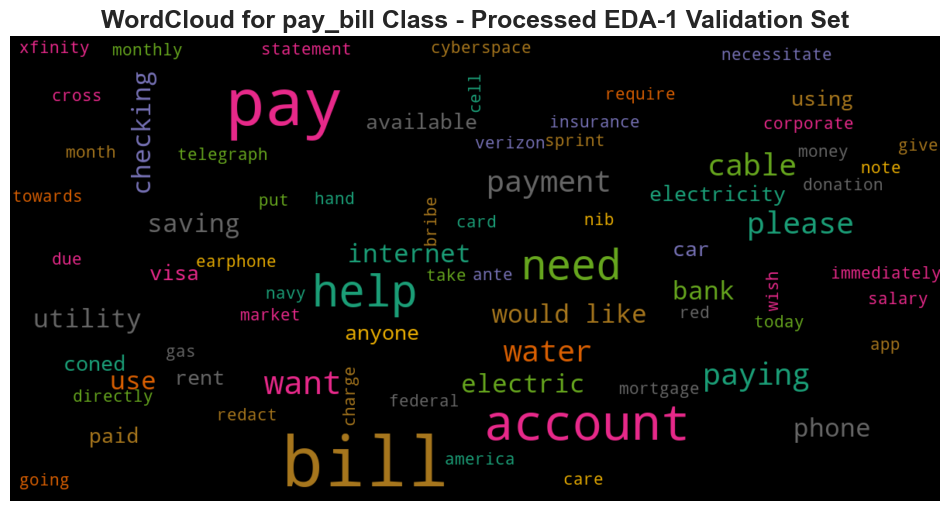 WordCloud for pay_bill Class - Processed EDA-1 Validation Set
xfinity monthly statement cyberspace necessitate
cross checking pay cell require using
available insurance corporate
month telegraph verizon sprint money give
payment cable note
towards put hand bribe electricity donation
saving card nib please
due visa earphone internet need car
take ante immediately
navy help bank wish salary
utility market would like red today
anyone water app
coned gas
use rent want electric mortgage paying
directly charge federal
redact account
paid bill phone
america
going care